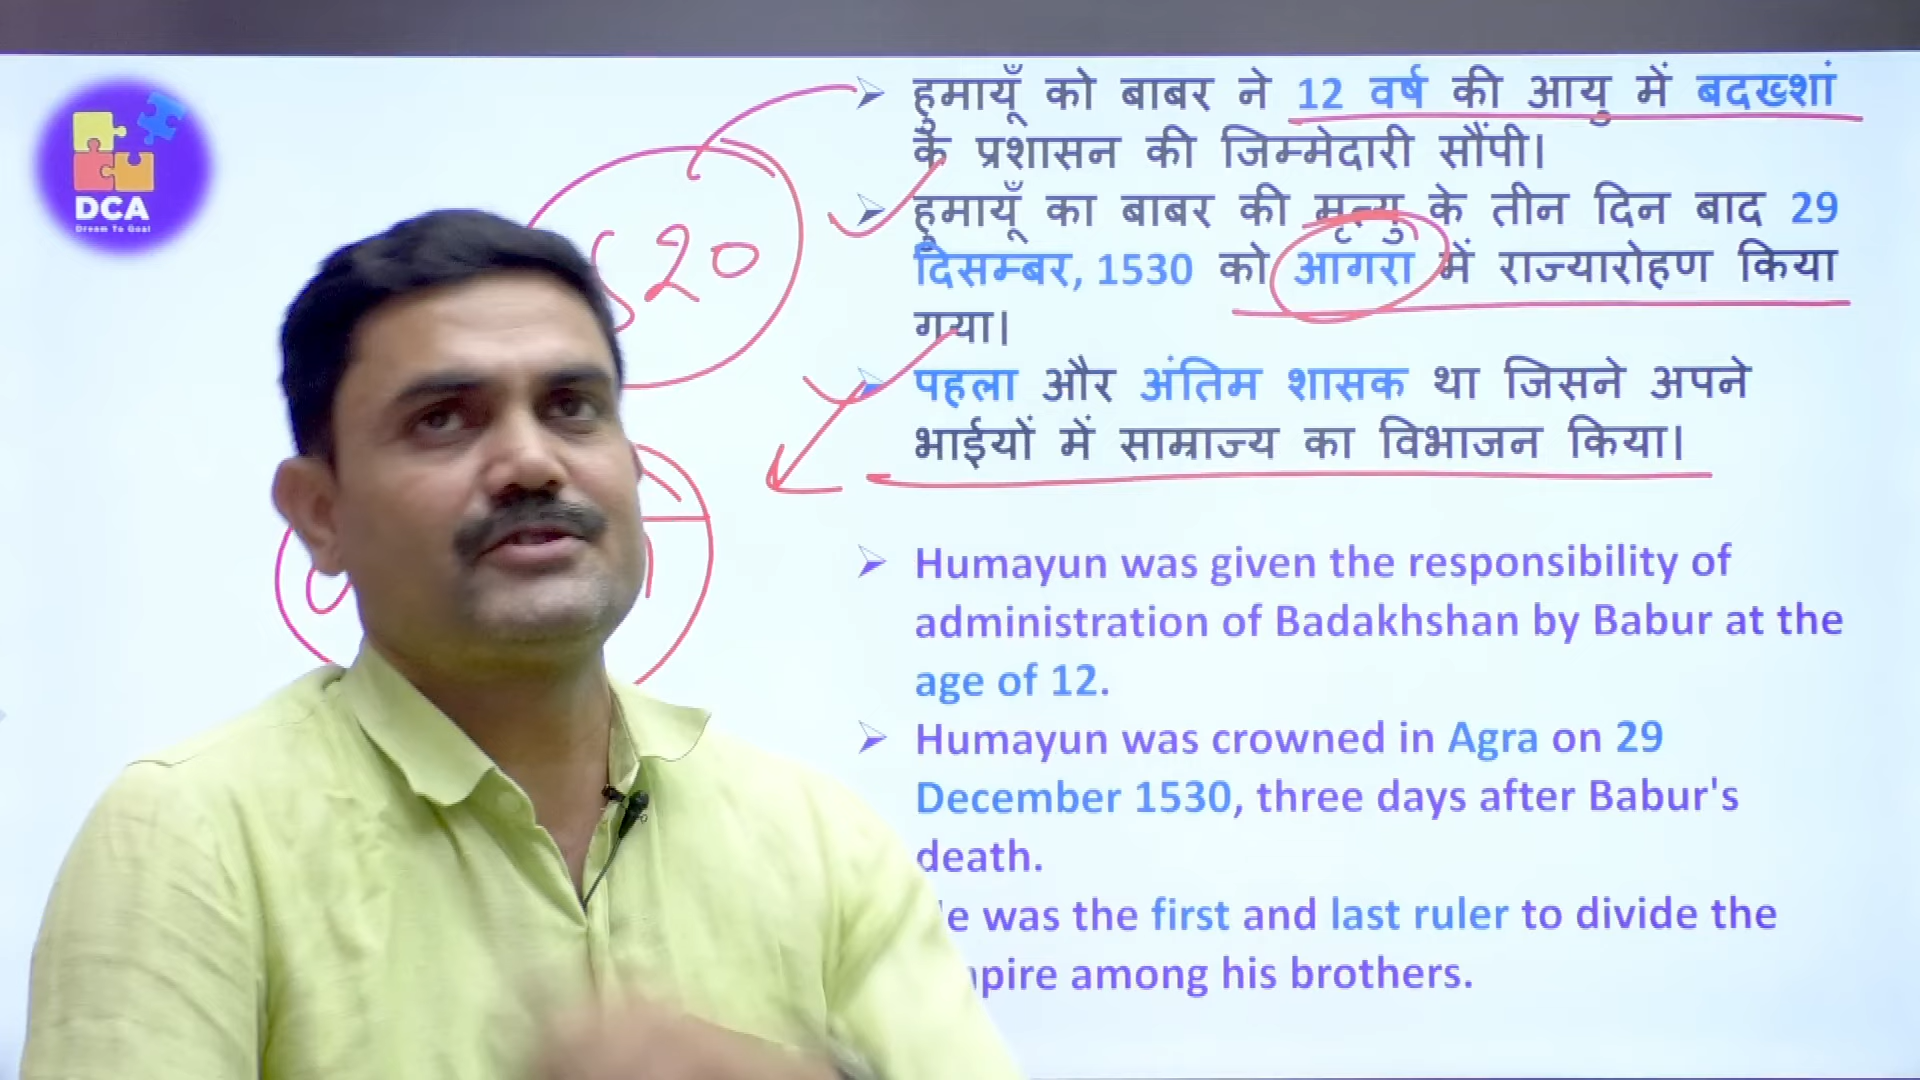 DCA
Dream To Goal
हुमायूँ को बाबर ने 12 वर्ष की आयु में बदख्शां
के प्रशासन की जिम्मेदारी सौंपी।
हुमायूँ का बाबर की मृत्यु के तीन दिन बाद 29
दिसम्बर, 1530 को आगरा में राज्यारोहण किया
गया।
पहला और अंतिम शासक था जिसने अपने
भाईयों में साम्राज्य का विभाजन किया।
20
Humayun was given the responsibility of
administration of Badakhshan by Babur at the
age of 12.
Humayun was crowned in Agra on 29
December 1530, three days after Babur's
death.
was the first and last ruler to divide the
among his brothers.